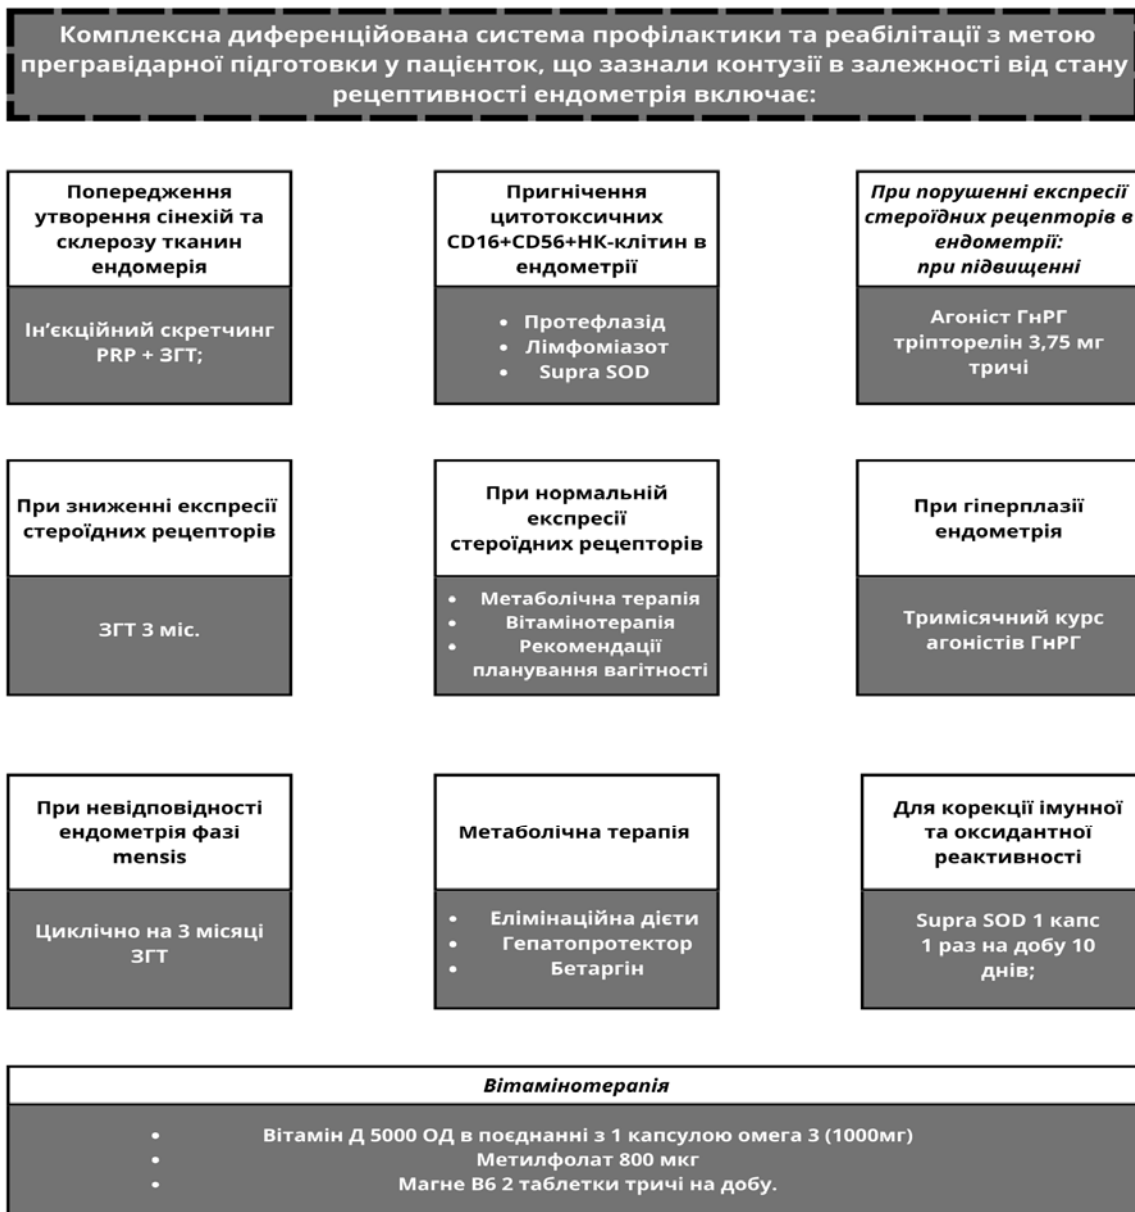 Комплексна диференційована система профілактики та реабілітації з метою
прегравідарної підготовки у пацієнток, що зазнали контузії в залежності від стану
рецептивності ендометрія включає:
Попередження
утворення сінехій та
склерозу тканин
ендомерія
Ін’єкційний скретчинг
PRP + ЗГТ;
Пригнічення
цитотоксичних
CD16+CD56+НК-клітин в
ендометрії
• Протефлазід
• Лімфоміазот
• Supra SOD
При порушенні експресії
стероїдних рецепторів в
ендометрії:
при підвищенні
Агоніст ГнРГ
тріпторелін 3,75 мг
тричі
При зниженні експресії
стероїдних рецепторів
ЗГТ 3 міс.
При нормальній
експресії
стероїдних рецепторів
• Метаболічна терапія
• Вітамінотерапія
• Рекомендації
планування вагітності
При гіперплазії
ендометрія
Тримісячний курс
агоністів ГнРГ
При невідповідності
ендометрія фазі
mensis
Циклічно на 3 місяці
ЗГТ
Метаболічна терапія
• Елімінаційна дієти
• Гепатопротектор
• Бетаргін
Для корекції імунної
та оксидантної
реактивності
Supra SOD 1 капс
1 раз на добу 10
днів;
Вітамінотерапія
• Вітамін Д 5000 ОД в поєднанні з 1 капсулою омега 3 (1000мг)
• Метилфолат 800 мкг
• Магне В6 2 таблетки тричі на добу.